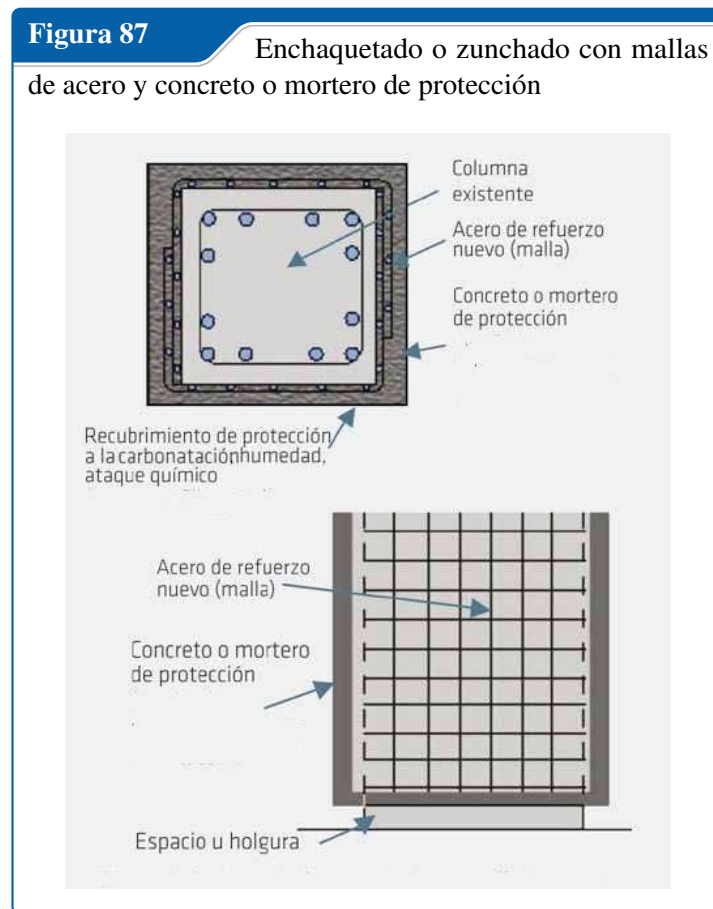 Figura 87
Enchaquetado o zunchado con mallas
de acero y concreto o mortero de protección
Columna
existente
Acero de refuerzo
nuevo (malla)
Concreto o mortero
de protección
Recubrimiento de protección
a la carbonatación humedad,
ataque químico
Acero de refuerzo
nuevo (malla)
Concreto o mortero
de protección
Espacio u holgura